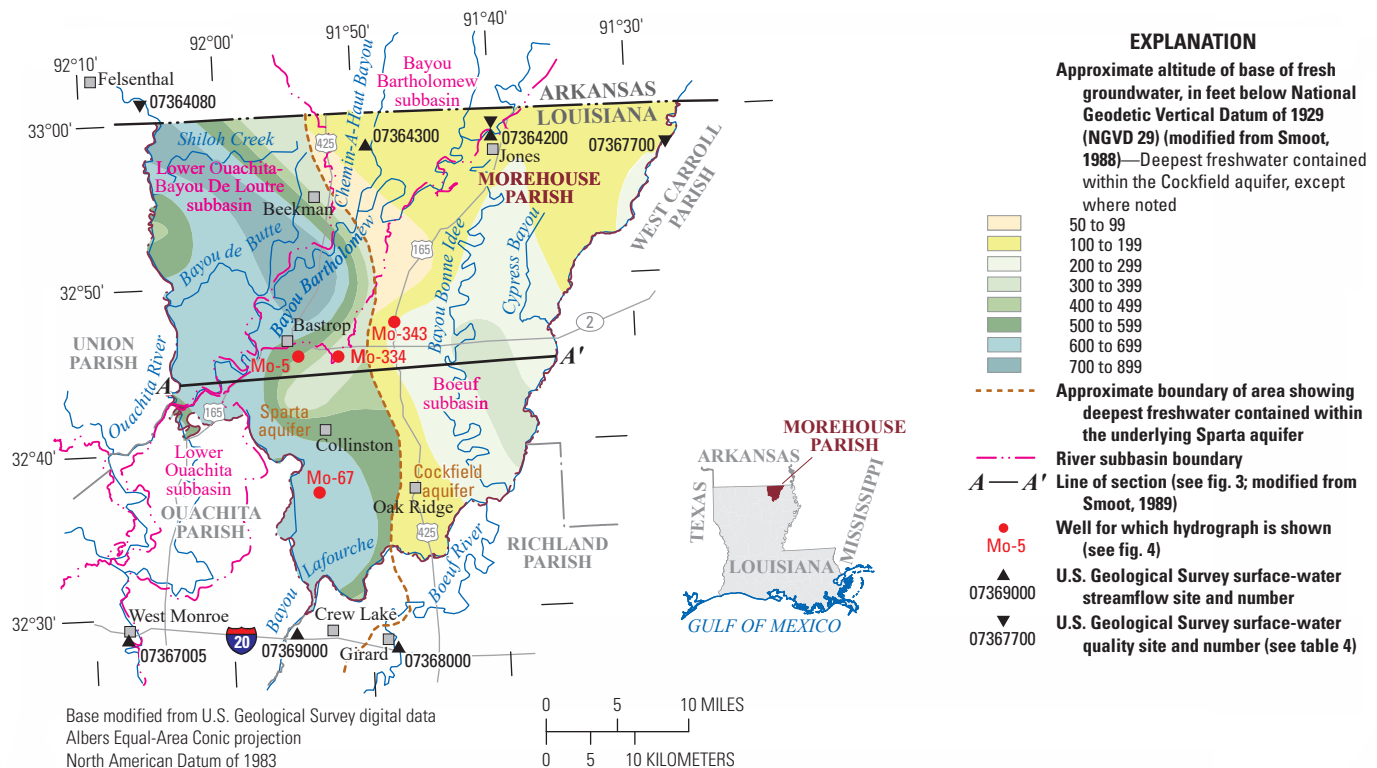 91°40'
91°30'
91°50'
92°00'
92°10'
Felsenthal
07364080
Bayou
Bartholomew
subbasin
ARKANSAS
LOUISIANA
33°00'
Shiloh Creek
425
Chemin-A-Haut Bayou
07364300
07364200
Jones
07367700
Lower Ouachita-
Bayou De Loutre
subbasin
MOREHOUSE
PARISH
WEST CARROLL
PARISH
Beekman
Bayou de Butte
Bayou Bartholomew
165
Bayou Bonne Idee
Cypress Bayou
32°50'
Bastrop
Mo-343
2
UNION
PARISH
Mo-5
Mo-334
A
A'
Ouachita River
165
Boeuf
subbasin
Sparta
aquifer
Collinston
32°40'
Lower
Ouachita
subbasin
Mo-67
Cockfield
aquifer
Oak Ridge
OUACHITA
PARISH
425
RICHLAND
PARISH
Bayou Lafourche
Boeuf River
32°30'
West Monroe
Crew Lake
20
07367005
07369000
Girard
07368000
Base modified from U.S. Geological Survey digital data
Albers Equal-Area Conic projection
North American Datum of 1983
0 5 10 MILES
0 5 10 KILOMETERS
MOREHOUSE
PARISH
ARKANSAS
TEXAS
MISSISSIPPI
LOUISIANA
GULF OF MEXICO
EXPLANATION
Approximate altitude of base of fresh
groundwater, in feet below National
Geodetic Vertical Datum of 1929
(NGVD 29) (modified from Smoot,
1988)—Deepest freshwater contained
within the Cockfield aquifer, except
where noted
50 to 99
100 to 199
200 to 299
300 to 399
400 to 499
500 to 599
600 to 699
700 to 899
Approximate boundary of area showing
deepest freshwater contained within
the underlying Sparta aquifer
River subbasin boundary
A A' Line of section (see fig. 3; modified from
Smoot, 1989)
Well for which hydrograph is shown
Mo-5 (see fig. 4)
U.S. Geological Survey surface-water
07369000 streamflow site and number
U.S. Geological Survey surface-water
07367700 quality site and number (see table 4)